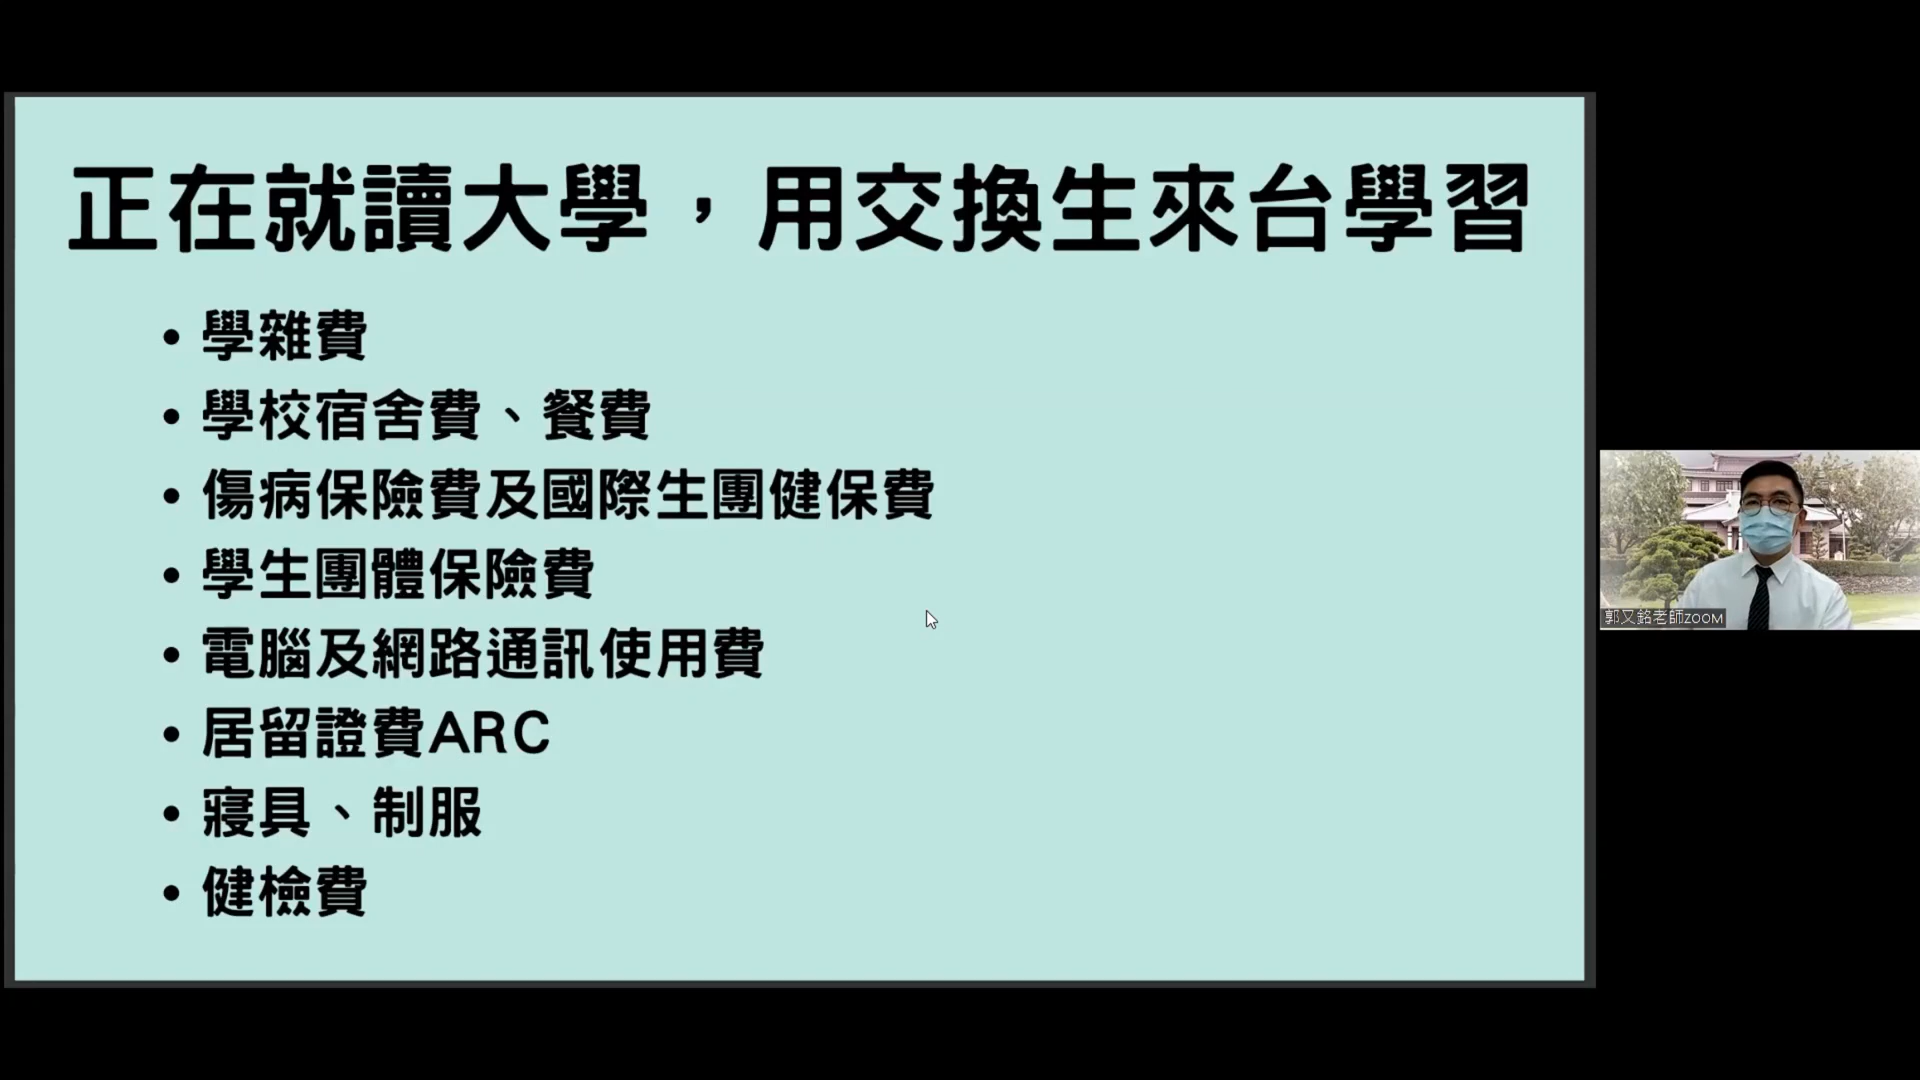 正在就讀大學，用交換生來台學習
• 學雜費
• 學校宿舍費、餐費
• 傷病保險費及國際生團健保費
• 學生團體保險費
• 電腦及網路通訊使用費
• 居留證費ARC
• 寢具、制服
• 健檢費
郭又銘老師ZOOM